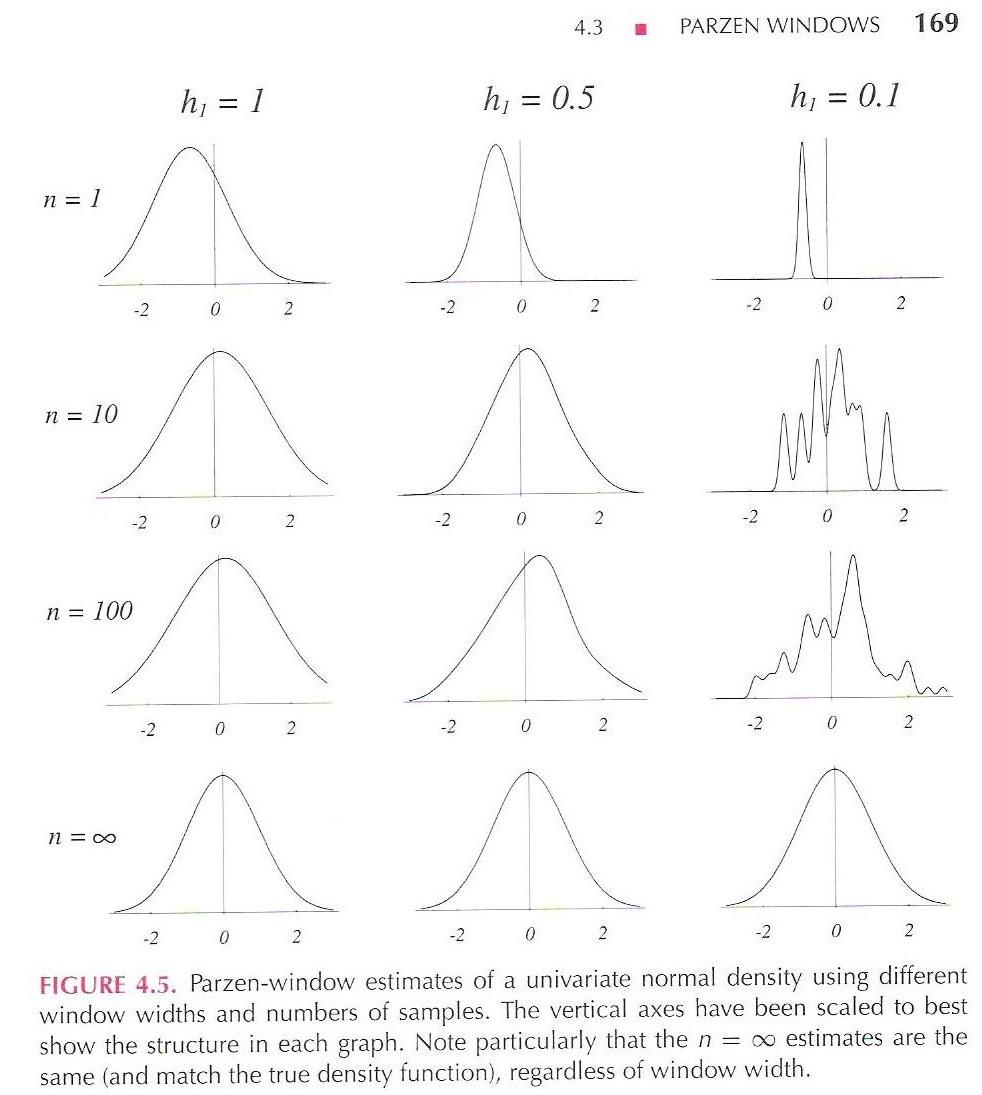 4.3 ■ PARZEN WINDOWS 169
h₁ = 1 h₁ = 0.5 h₁ = 0.1
n = 1
-2 0 2 -2 0 2 -2 0 2
n = 10
-2 0 2 -2 0 2 -2 0 2
n = 100
-2 0 2 -2 0 2 -2 0 2
n = ∞
-2 0 2 -2 0 2 -2 0 2
FIGURE 4.5. Parzen-window estimates of a univariate normal density using different
window widths and numbers of samples. The vertical axes have been scaled to best
show the structure in each graph. Note particularly that the n = ∞ estimates are the
same (and match the true density function), regardless of window width.